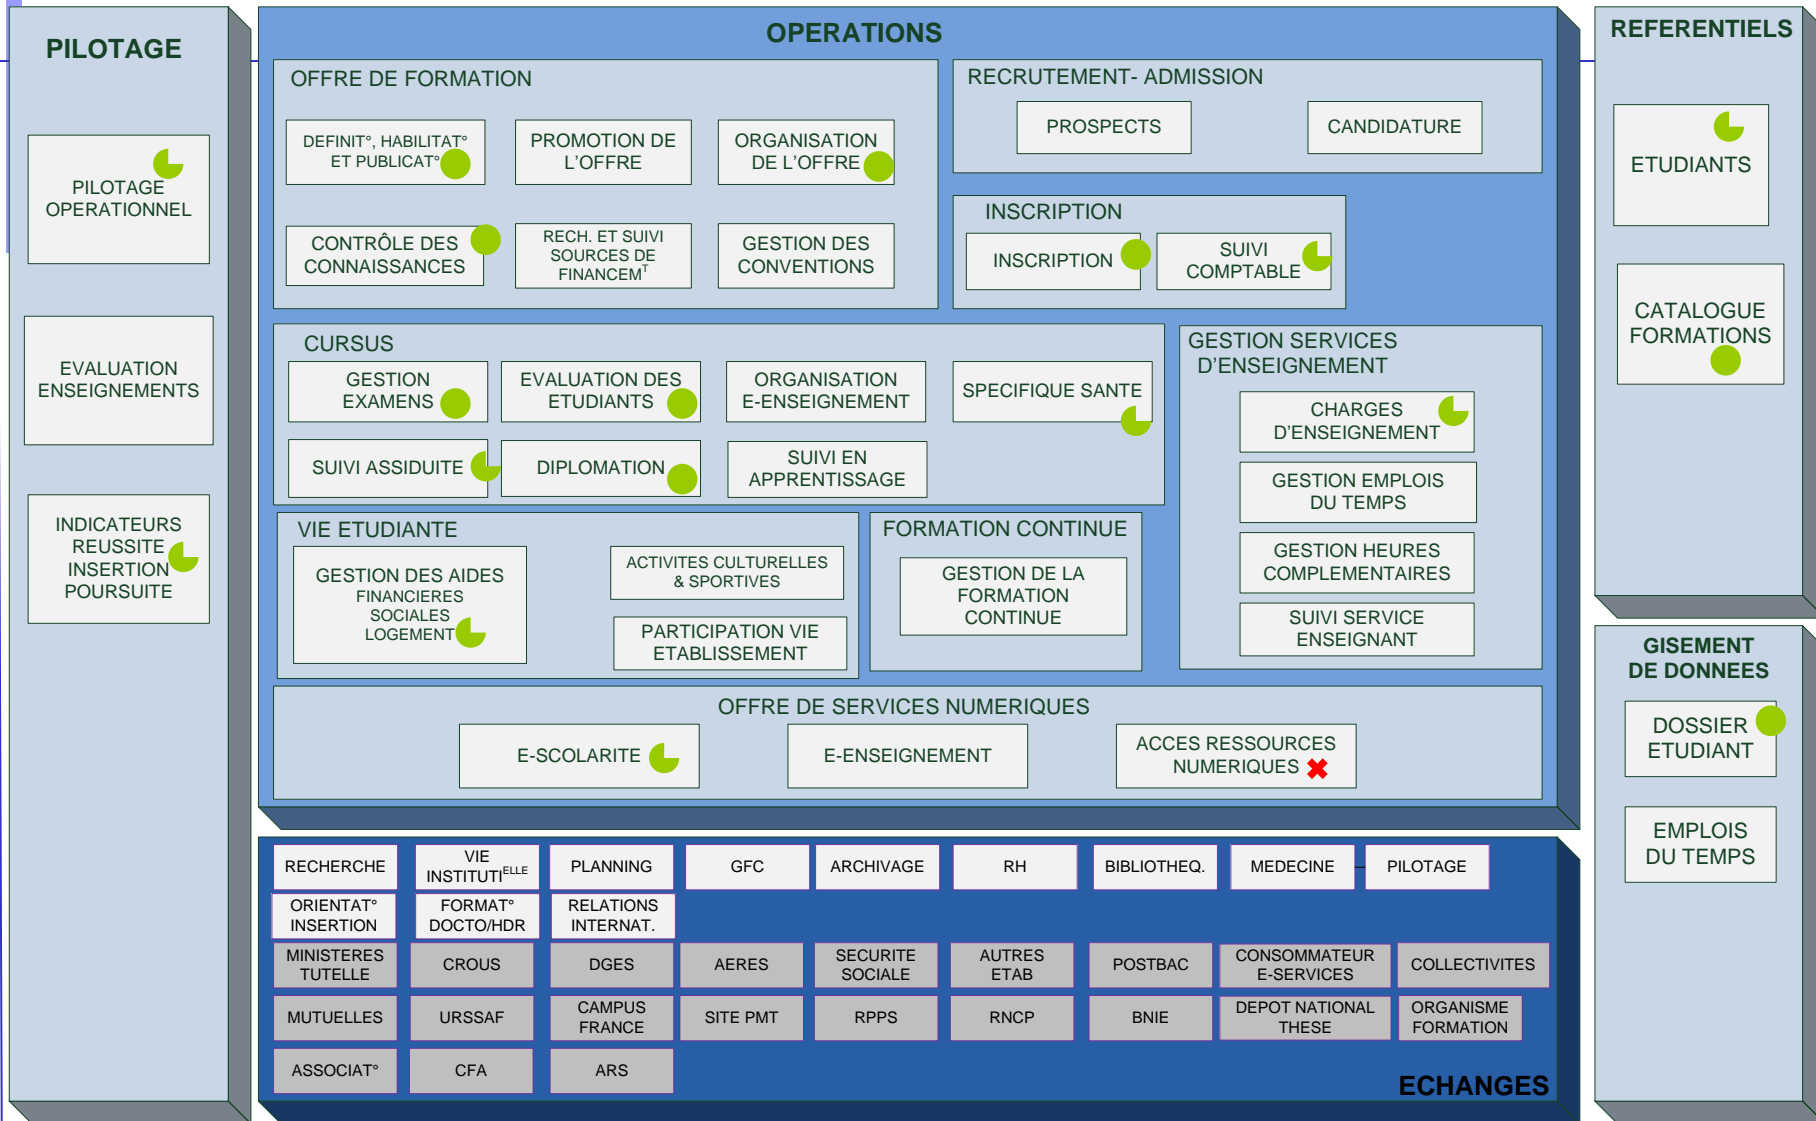 PILOTAGE
PILOTAGE
OPERATIONNEL
EVALUATION
ENSEIGNEMENTS
INDICATEURS
REUSSITE
INSERTION
POURSUITE
OPERATIONS
OFFRE DE FORMATION
DEFINIT°, HABILITAT°
ET PUBLICAT°
PROMOTION DE
L'OFFRE
ORGANISATION
DE L'OFFRE
CONTRÔLE DES
CONNAISSANCES
RECH. ET SUIVI
SOURCES DE
FINANCEMT
GESTION DES
CONVENTIONS
RECRUTEMENT- ADMISSION
PROSPECTS
CANDIDATURE
INSCRIPTION
INSCRIPTION
SUIVI
COMPTABLE
CURSUS
GESTION
EXAMENS
EVALUATION DES
ETUDIANTS
ORGANISATION
E-ENSEIGNEMENT
SPECIFIQUE SANTE
SUIVI ASSIDUITE
DIPLOMATION
SUIVI EN
APPRENTISSAGE
GESTION SERVICES
D'ENSEIGNEMENT
CHARGES
D'ENSEIGNEMENT
GESTION EMPLOIS
DU TEMPS
GESTION HEURES
COMPLEMENTAIRES
SUIVI SERVICE
ENSEIGNANT
VIE ETUDIANTE
GESTION DES AIDES
FINANCIERES
SOCIALES
LOGEMENT
ACTIVITES CULTURELLES
& SPORTIVES
PARTICIPATION VIE
ETABLISSEMENT
FORMATION CONTINUE
GESTION DE LA
FORMATION
CONTINUE
OFFRE DE SERVICES NUMERIQUES
E-SCOLARITE
E-ENSEIGNEMENT
ACCES RESSOURCES
NUMERIQUES
REFERENTIELS
ETUDIANTS
CATALOGUE
FORMATIONS
GISEMENT
DE DONNEES
DOSSIER
ETUDIANT
EMPLOIS
DU TEMPS
RECHERCHE
VIE
INSTITUTIELLE
PLANNING
GFC
ARCHIVAGE
RH
BIBLIOTHEQ.
MEDECINE
PILOTAGE
ORIENTAT°
INSERTION
FORMAT°
DOCTO/HDR
RELATIONS
INTERNAT.
MINISTERES
TUTELLE
CROUS
DGES
AERES
SECURITE
SOCIALE
AUTRES
ETAB
POSTBAC
CONSOMMATEUR
E-SERVICES
COLLECTIVITES
MUTUELLES
URSSAF
CAMPUS
FRANCE
SITE PMT
RPPS
RNCP
BNIE
DEPOT NATIONAL
THESE
ORGANISME
FORMATION
ASSOCIAT°
CFA
ARS
ECHANGES